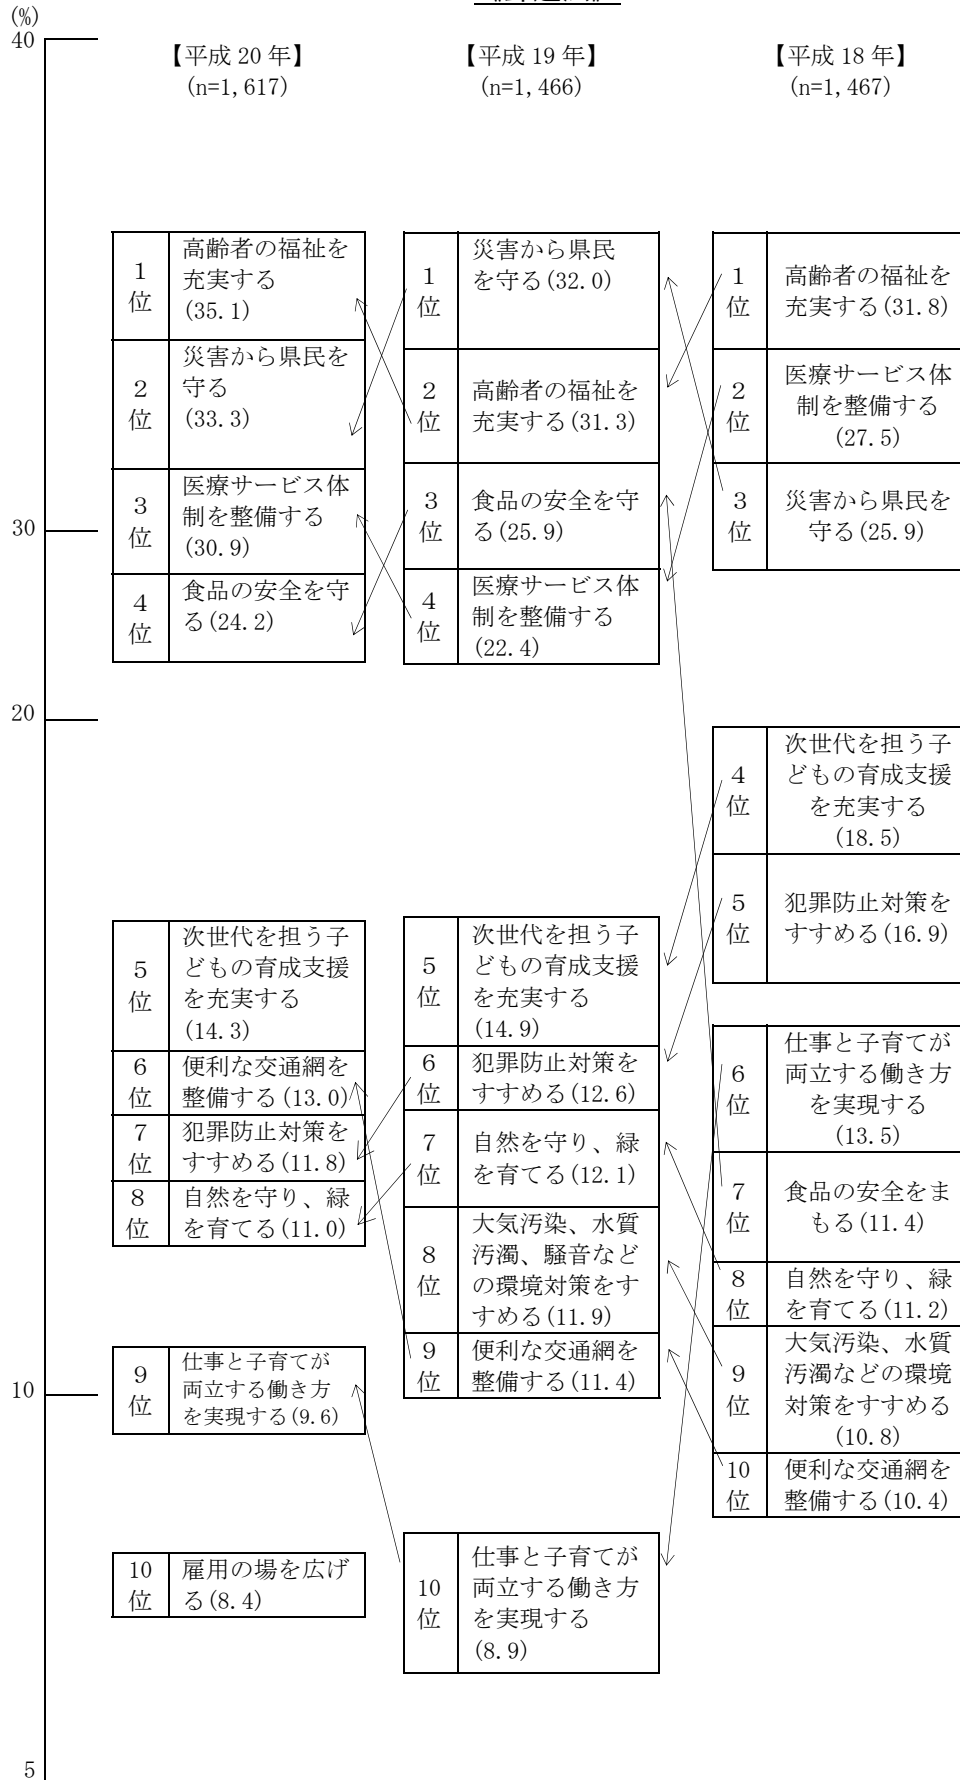 (%)
40
【平成 20 年】
(n=1,617)
【平成 19 年】
(n=1,466)
【平成 18 年】
(n=1,467)
1
位
高齢者の福祉を
充実する
(35.1)
2
位
災害から県民を
守る
(33.3)
3
位
医療サービス体
制を整備する
(30.9)
4
位
食品の安全を守
る(24.2)
5
位
次世代を担う子
どもの育成支援
を充実する
(14.3)
6
位
便利な交通網を
整備する(13.0)
7
位
犯罪防止対策を
すすめる(11.8)
8
位
自然を守り、緑
を育てる(11.0)
9
位
仕事と子育てが
両立する働き方
を実現する(9.6)
10
位
雇用の場を広げ
る(8.4)
1
位
災害から県民
を守る(32.0)
2
位
高齢者の福祉を
充実する(31.3)
3
位
食品の安全を守
る(25.9)
4
位
医療サービス体
制を整備する
(22.4)
5
位
次世代を担う子
どもの育成支援
を充実する
(14.9)
6
位
犯罪防止対策を
すすめる(12.6)
7
位
自然を守り、緑
を育てる(12.1)
8
位
大気汚染、水質
汚濁、騒音など
の環境対策をす
すめる(11.9)
9
位
便利な交通網を
整備する(11.4)
10
位
仕事と子育てが
両立する働き方
を実現する
(8.9)
1
位
高齢者の福祉を
充実する(31.8)
2
位
医療サービス体
制を整備する
(27.5)
3
位
災害から県民を
守る(25.9)
4
位
次世代を担う子
どもの育成支援
を充実する
(18.5)
5
位
犯罪防止対策を
すすめる(16.9)
6
位
仕事と子育てが
両立する働き方
を実現する
(13.5)
7
位
食品の安全をま
もる(11.4)
8
位
自然を守り、緑
を育てる(11.2)
9
位
大気汚染、水質
汚濁などの環境
対策をすすめる
(10.8)
10
位
便利な交通網を
整備する(10.4)
30
20
10
5